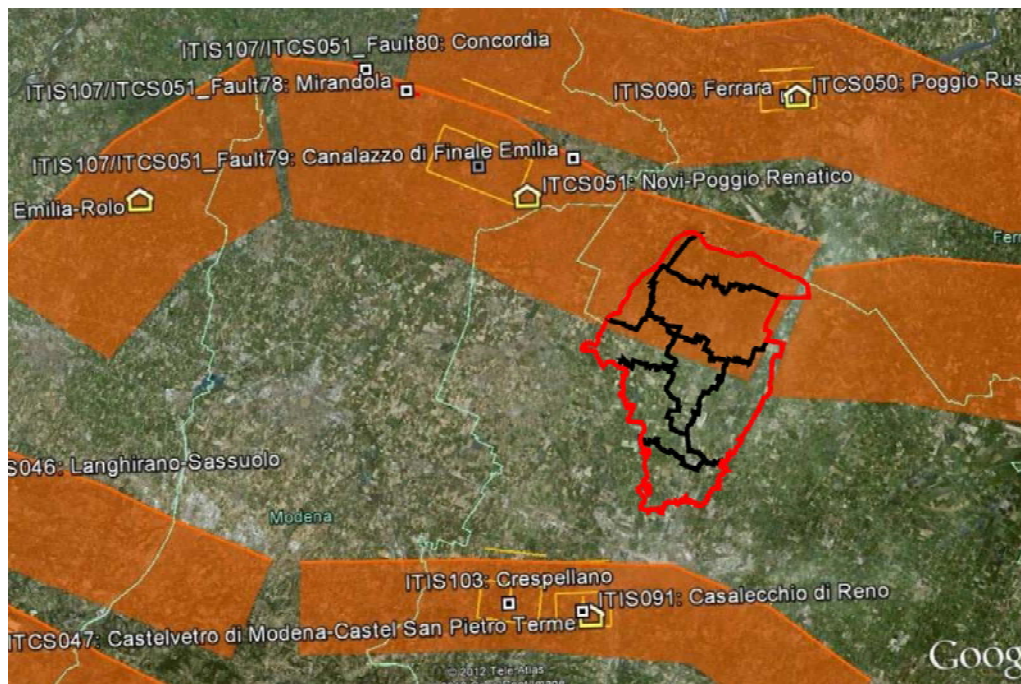 ITIS107/ITCS051_Fault80: Concordia
ITIS107/ITCS051_Fault78: Mirandola
ITIS090: Ferrara
ITCS050: Poggio Rus
ITIS107/ITCS051_Fault79: Canalazzo di Finale Emilia
ITCS051: Novi-Poggio Renatico
Emilia-Rolo
Ferr
S046: Langhirano-Sassuolo
Modena
ITIS103: Crespellano
ITIS091: Casalecchio di Reno
ITCS047: Castelvetro di Modena-Castel San Pietro Terme
© 2012 Tele Atlas
Goog